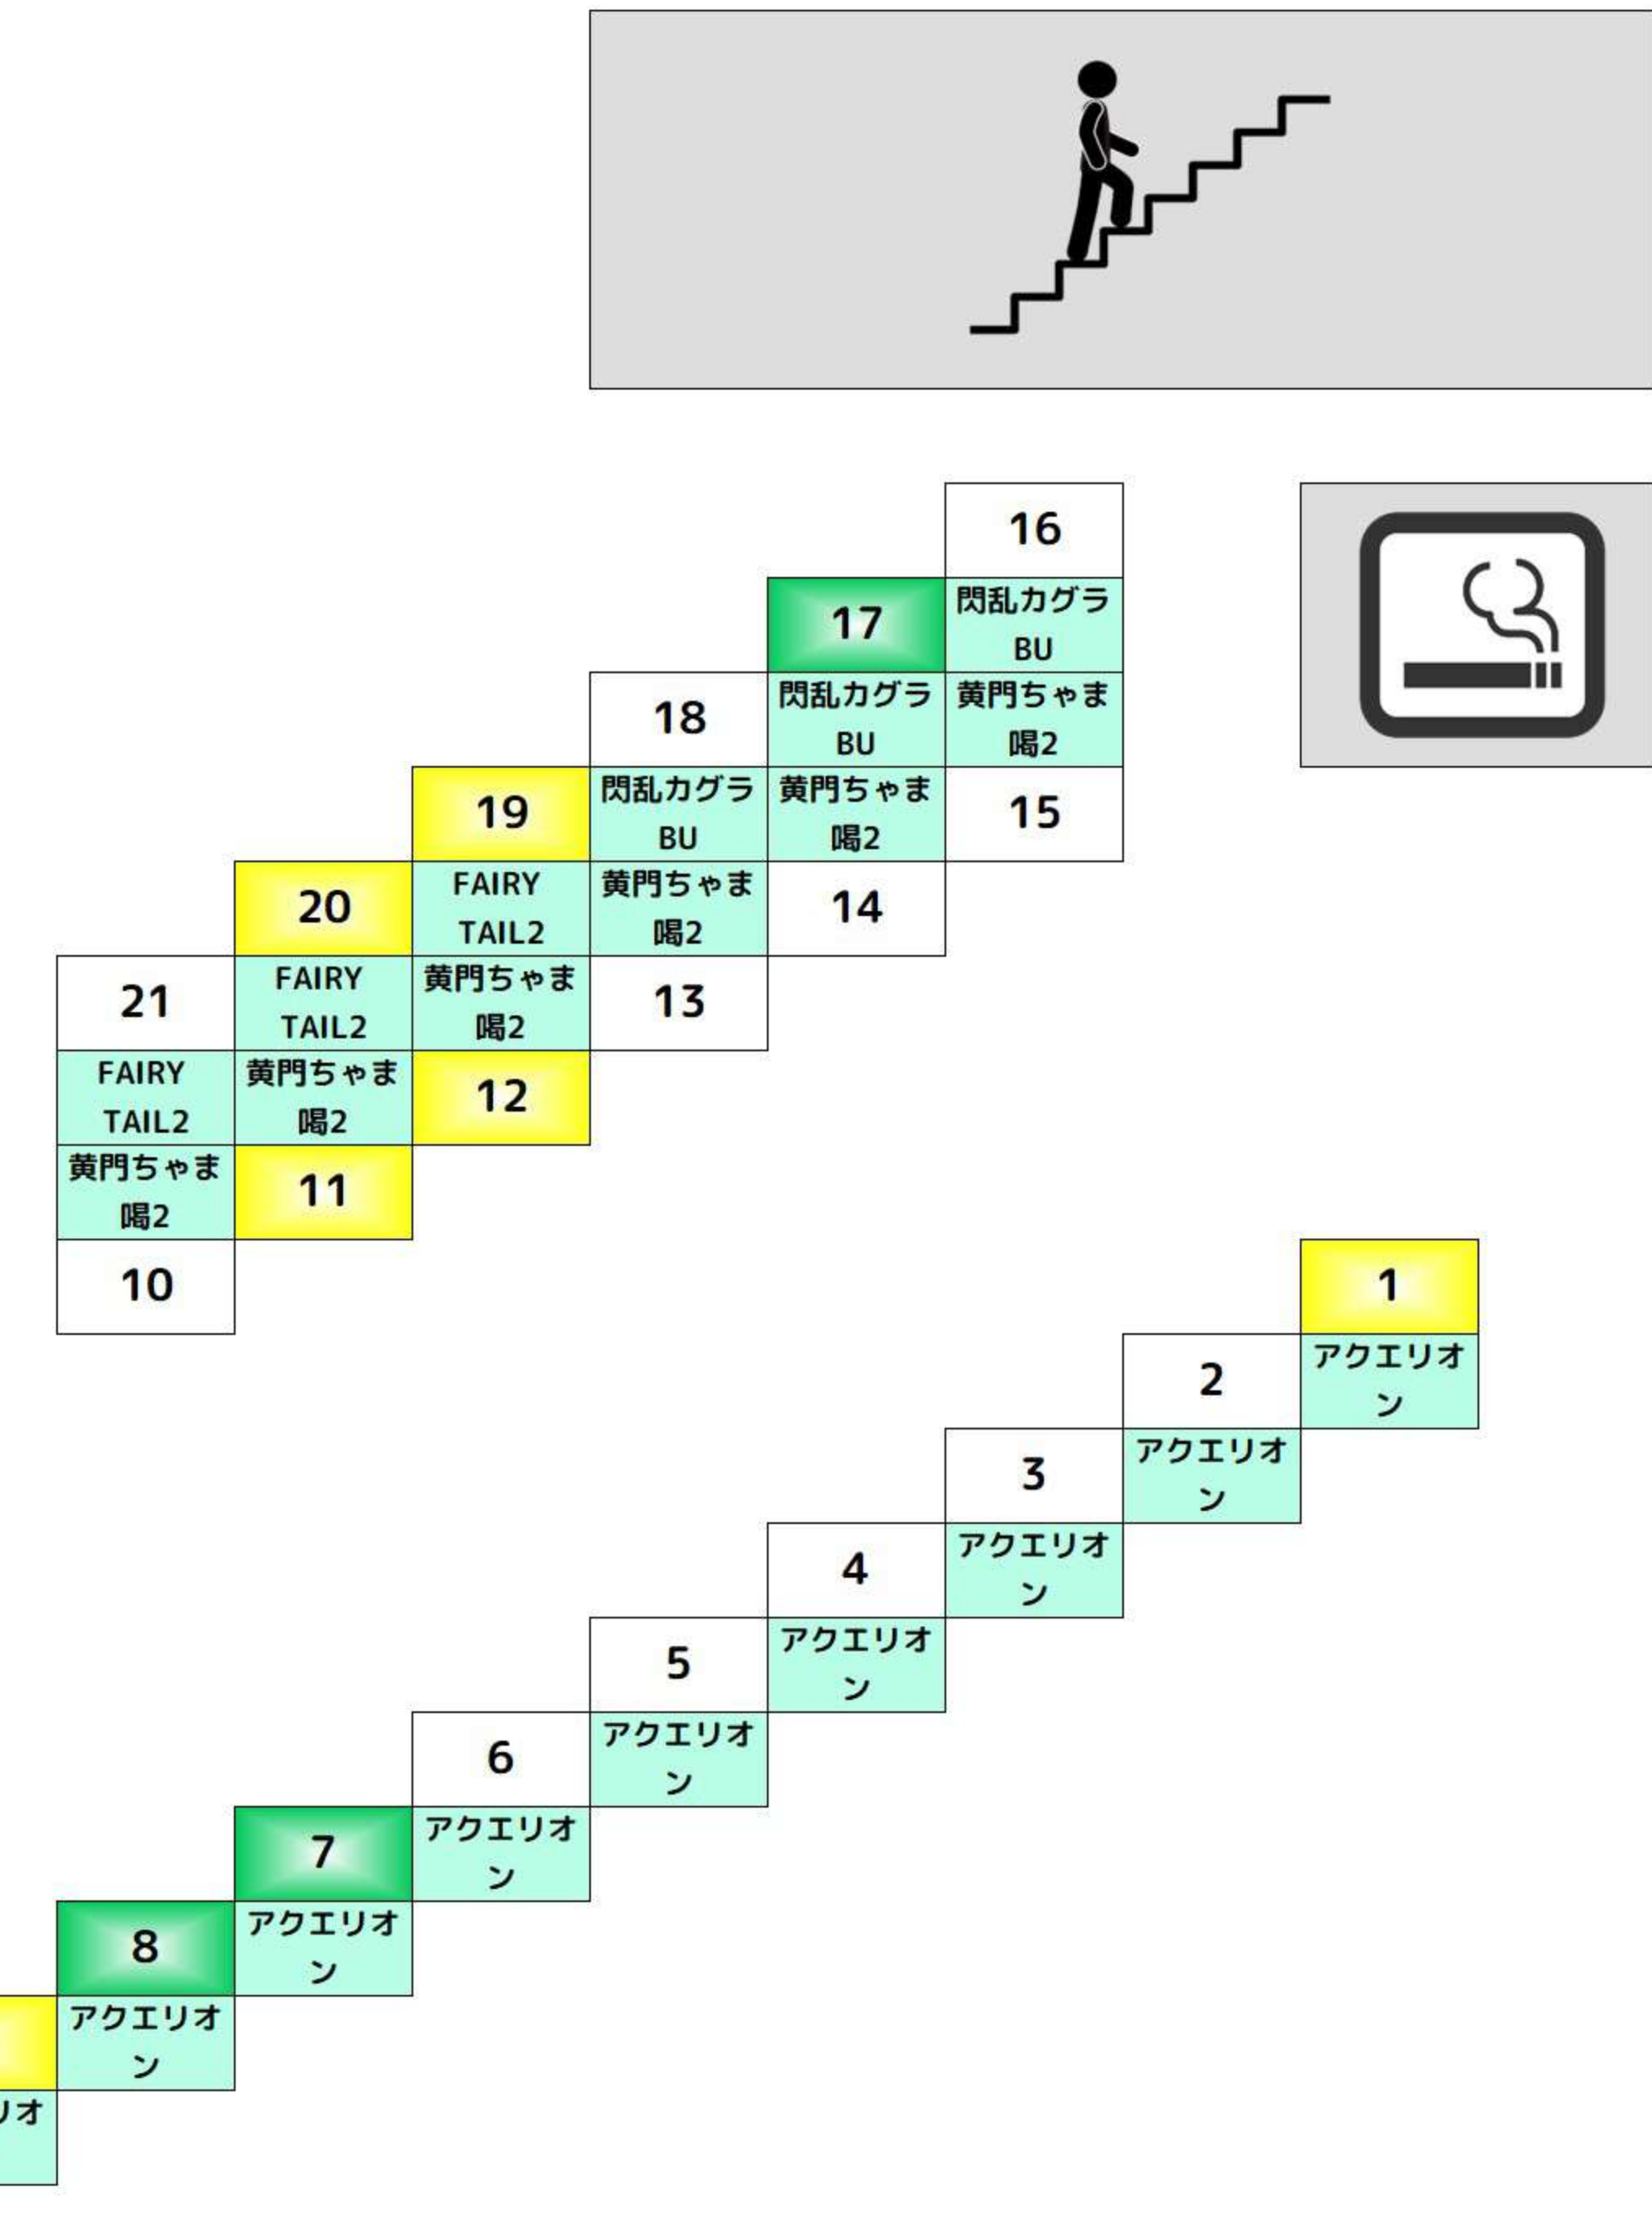 16
17
閃乱カグラ
BU
18
閃乱カグラ
BU
黄門ちゃま
喝2
19
閃乱カグラ
BU
黄門ちゃま
喝2
15
20
FAIRY
TAIL2
黄門ちゃま
喝2
14
21
FAIRY
TAIL2
黄門ちゃま
喝2
13
FAIRY
TAIL2
黄門ちゃま
喝2
12
黄門ちゃま
喝2
11
10
1
2
アクエリオ
ン
3
アクエリオ
ン
4
アクエリオ
ン
5
アクエリオ
ン
6
アクエリオ
ン
7
アクエリオ
ン
8
アクエリオ
ン
アクエリオ
ン
リオ